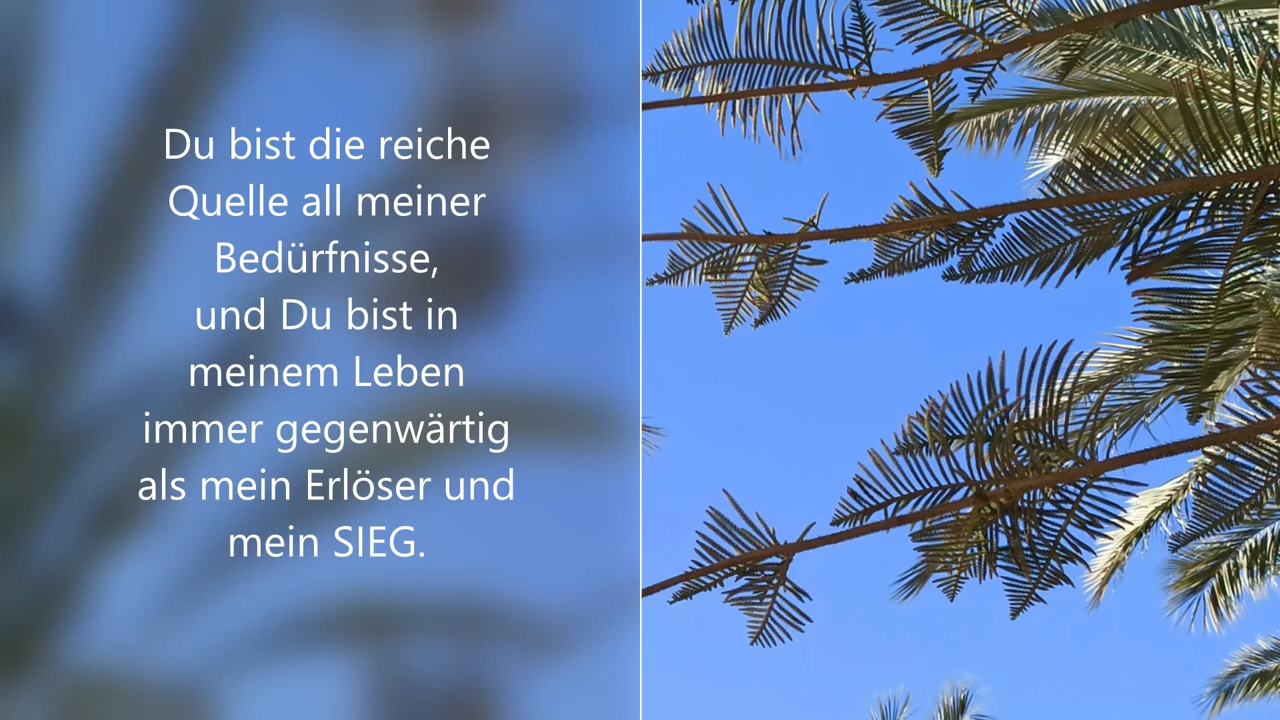 Du bist die reiche
Quelle all meiner
Bedürfnisse,
und Du bist in
meinem Leben
immer gegenwärtig
als mein Erlöser und
mein SIEG.